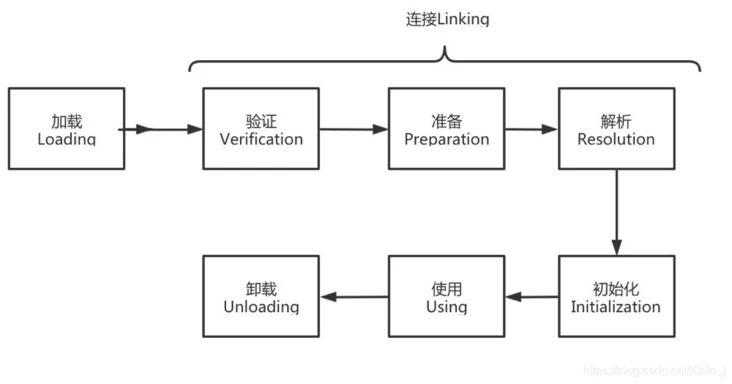 连接Linking
加载
Loading
验证
Verification
准备
Preparation
解析
Resolution
卸载
Unloading
使用
Using
初始化
Initialization
https://blog.csdn.net/Kinto_j